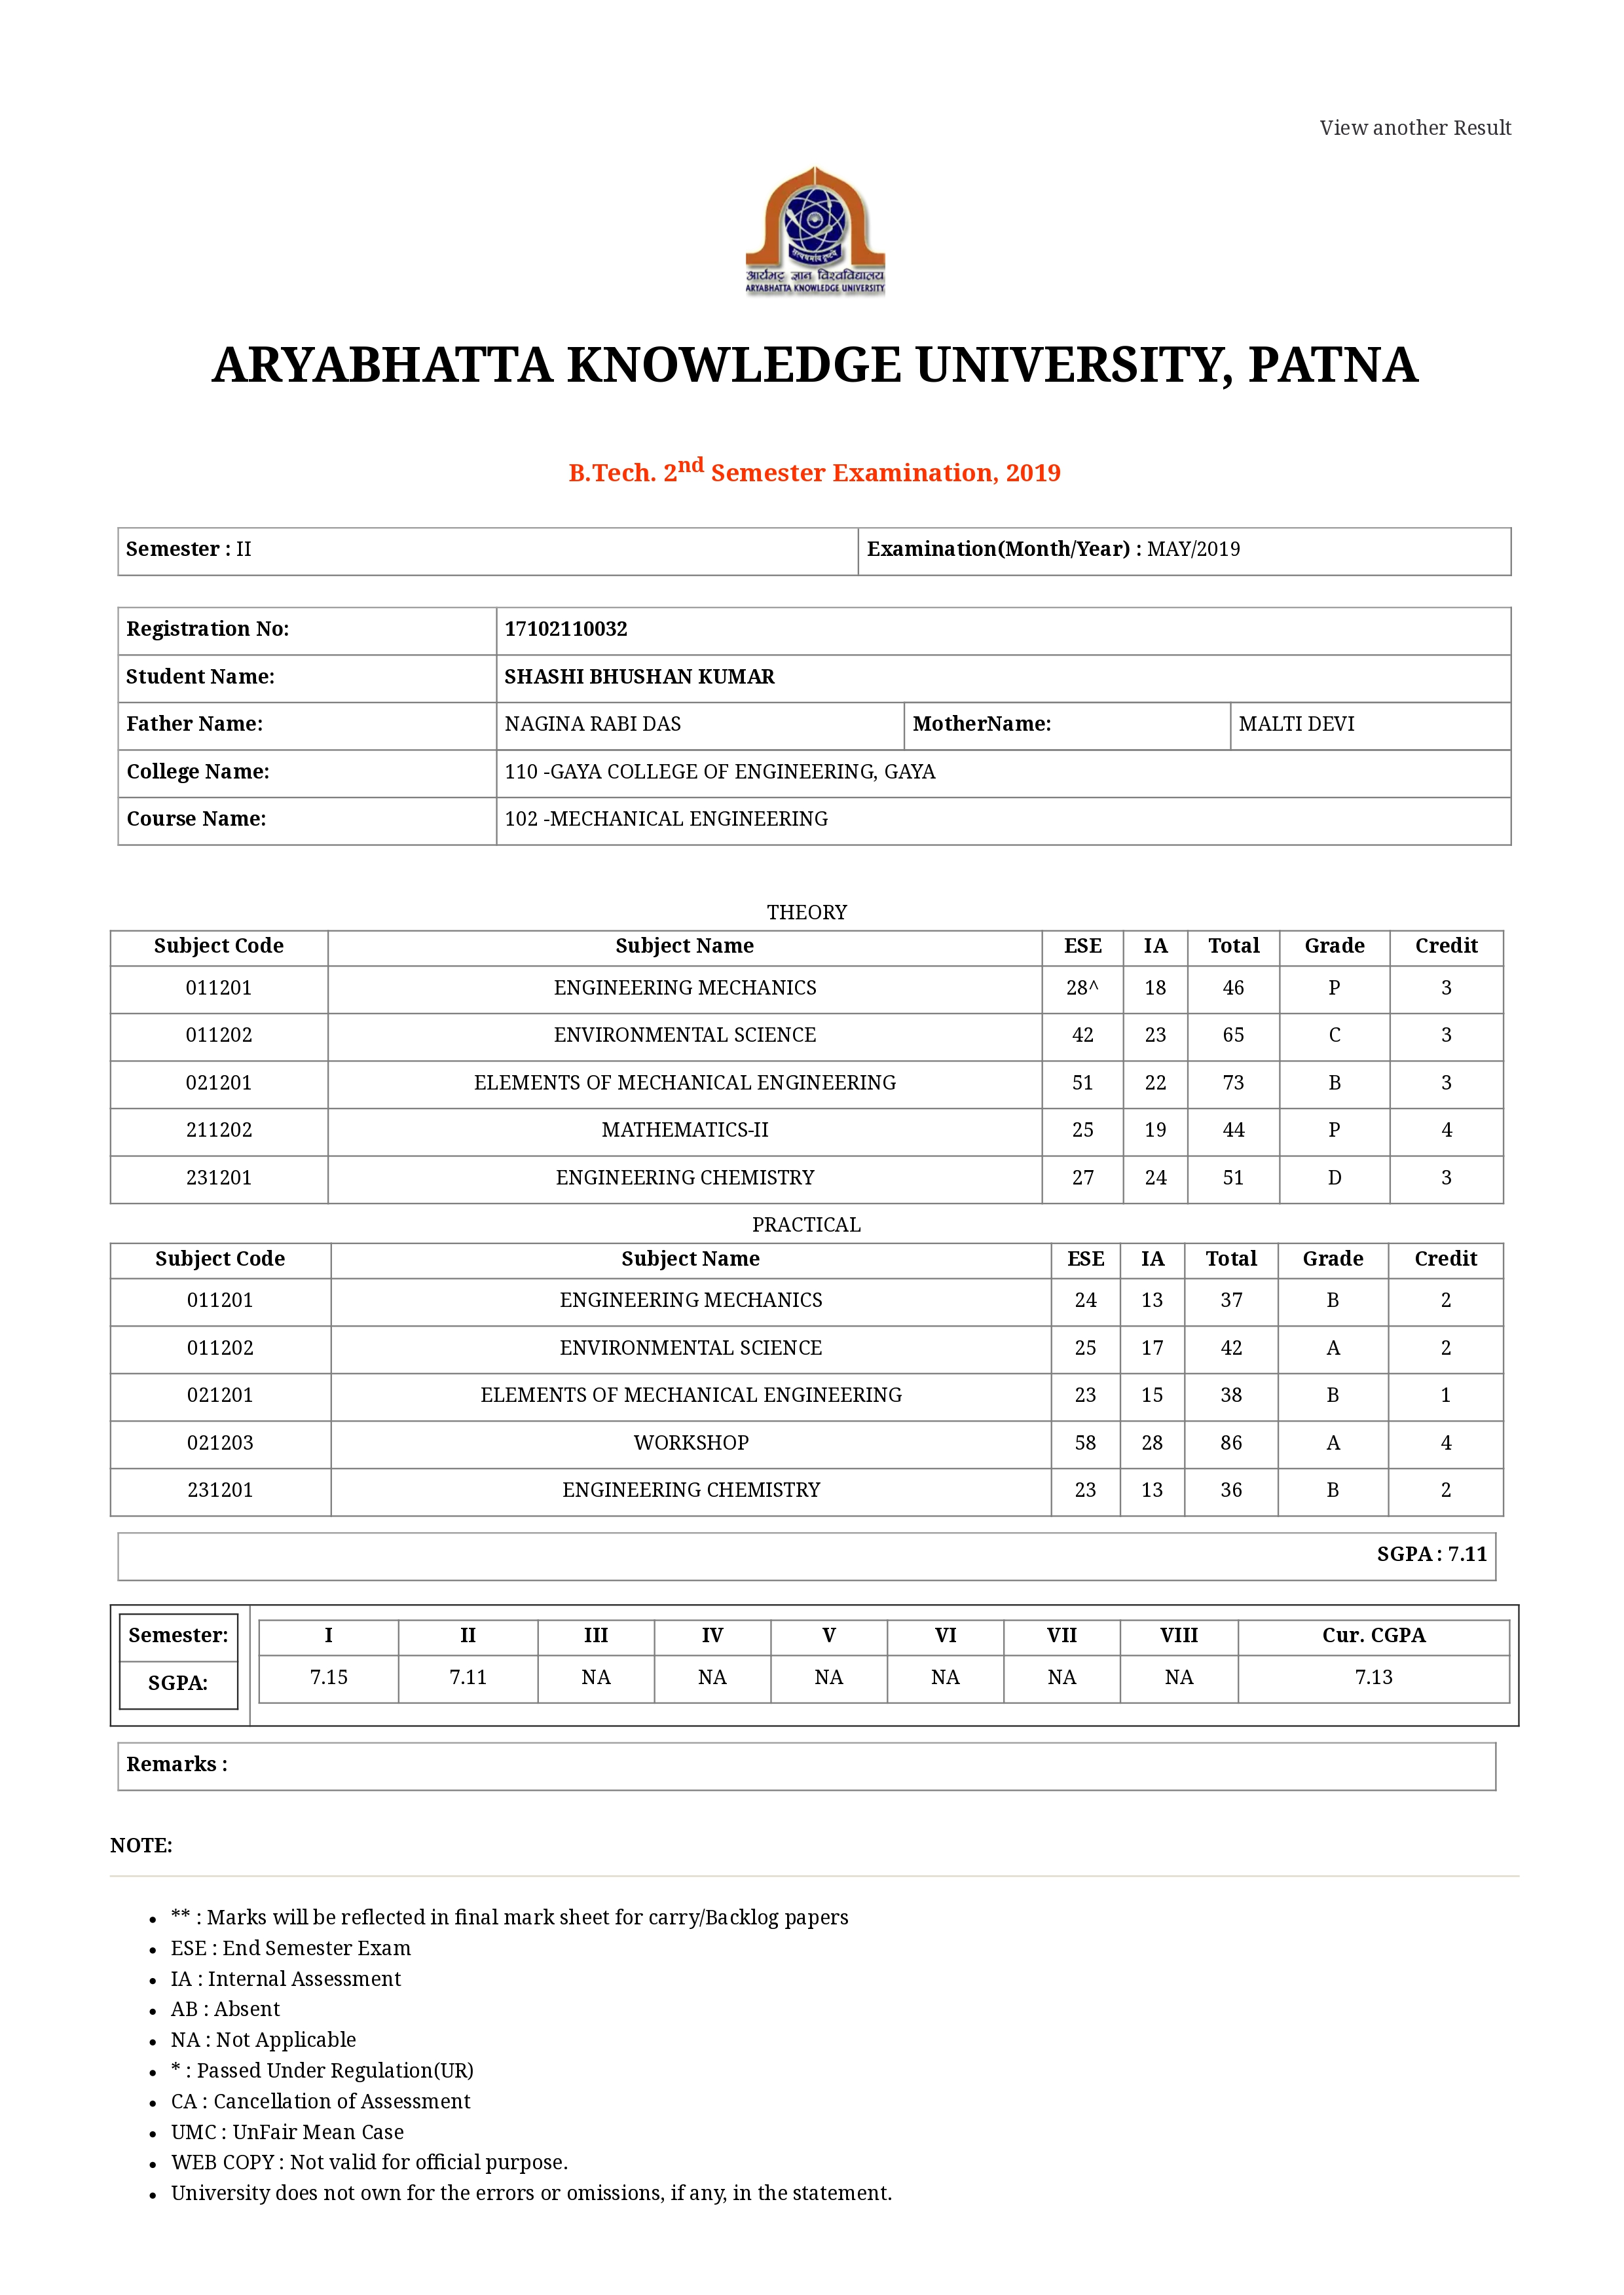 View another Result
आर्यभट्ट ज्ञान विश्वविद्यालय
ARYABHATTA KNOWLEDGE UNIVERSITY
ARYABHATTA KNOWLEDGE UNIVERSITY, PATNA
B.Tech. 2nd Semester Examination, 2019
Semester : II Examination(Month/Year) : MAY/2019
Registration No: 17102110032
Student Name: SHASHI BHUSHAN KUMAR
Father Name: NAGINA RABI DAS MotherName: MALTI DEVI
College Name: 110 -GAYA COLLEGE OF ENGINEERING, GAYA
Course Name: 102 -MECHANICAL ENGINEERING
THEORY
Subject Code Subject Name ESE IA Total Grade Credit
011201 ENGINEERING MECHANICS 28^ 18 46 P 3
011202 ENVIRONMENTAL SCIENCE 42 23 65 C 3
021201 ELEMENTS OF MECHANICAL ENGINEERING 51 22 73 B 3
211202 MATHEMATICS-II 25 19 44 P 4
231201 ENGINEERING CHEMISTRY 27 24 51 D 3
PRACTICAL
Subject Code Subject Name ESE IA Total Grade Credit
011201 ENGINEERING MECHANICS 24 13 37 B 2
011202 ENVIRONMENTAL SCIENCE 25 17 42 A 2
021201 ELEMENTS OF MECHANICAL ENGINEERING 23 15 38 B 1
021203 WORKSHOP 58 28 86 A 4
231201 ENGINEERING CHEMISTRY 23 13 36 B 2
SGPA : 7.11
Semester: I II III IV V VI VII VIII Cur. CGPA
SGPA: 7.15 7.11 NA NA NA NA NA NA 7.13
Remarks :
NOTE:
• ** : Marks will be reflected in final mark sheet for carry/Backlog papers
• ESE : End Semester Exam
• IA : Internal Assessment
• AB : Absent
• NA : Not Applicable
• * : Passed Under Regulation(UR)
• CA : Cancellation of Assessment
• UMC : UnFair Mean Case
• WEB COPY : Not valid for official purpose.
• University does not own for the errors or omissions, if any, in the statement.